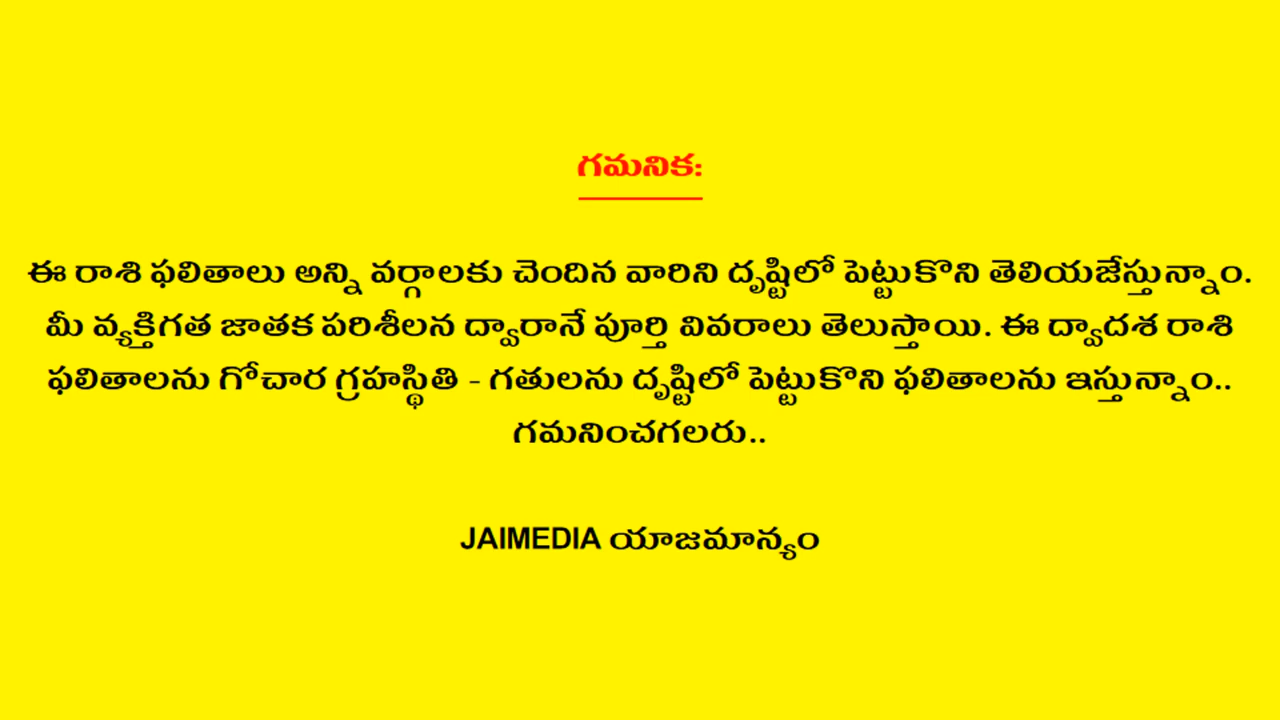 గమనిక:
ఈ రాశి ఫలితాలు అన్ని వర్గాలకు చెందిన వారిని దృష్టిలో పెట్టుకొని తెలియజేస్తున్నాం.
మీ వ్యక్తిగత జాతక పరిశీలన ద్వారానే పూర్తి వివరాలు తెలుస్తాయి. ఈ ద్వాదశ రాశి
ఫలితాలను గోచార గ్రహస్థితి - గతులను దృష్టిలో పెట్టుకొని ఫలితాలను ఇస్తున్నాం..
గమనించగలరు..
JAIMEDIA యాజమాన్యం